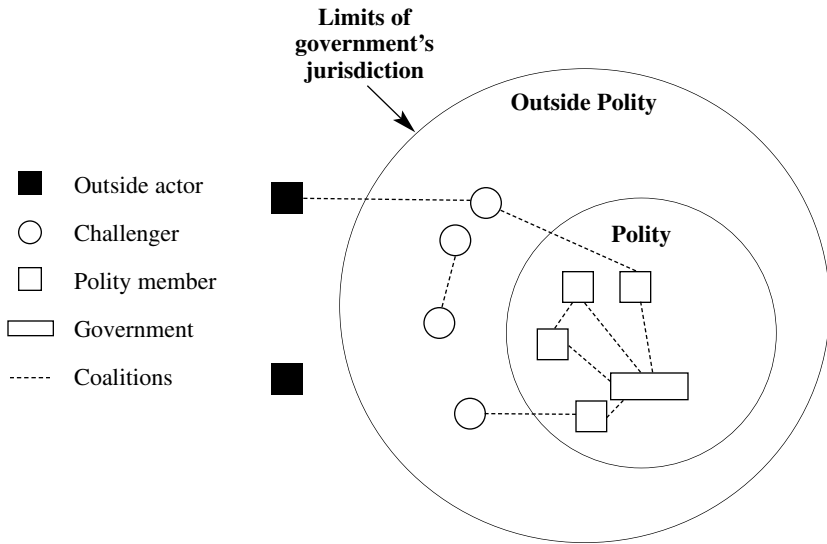 Limits of
government's
jurisdiction
Outside Polity
Polity
Outside actor
Challenger
Polity member
Government
Coalitions